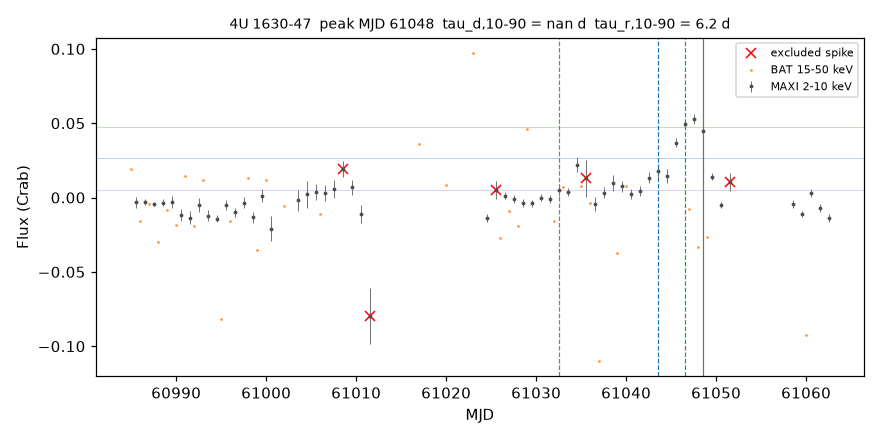 4U 1630-47  peak MJD 61048  tau_d,10-90 = nan d  tau_r,10-90 = 6.2 d
excluded spike
BAT 15-50 keV
MAXI 2-10 keV
0.10
0.05
0.00
−0.05
−0.10
Flux (Crab)
60990
61000
61010
61020
61030
61040
61050
61060
MJD